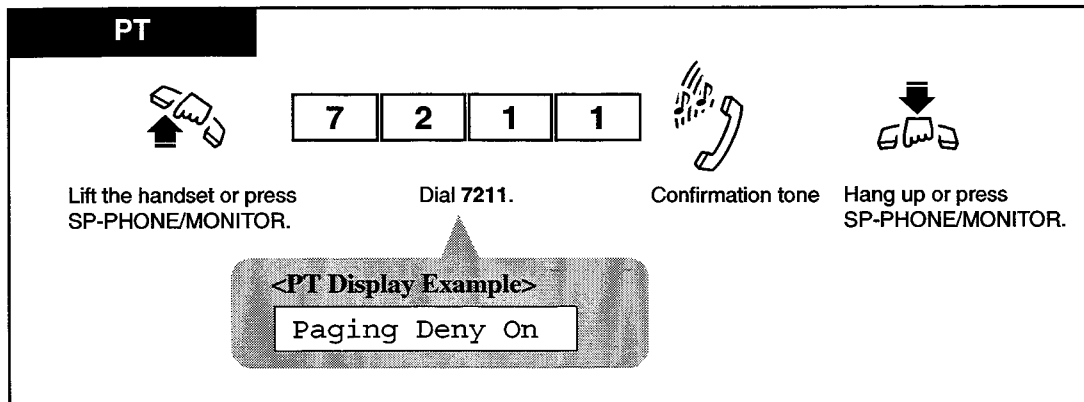 PT
7 2 1 1
Lift the handset or press
SP-PHONE/MONITOR.
Dial 7211.
Confirmation tone
Hang up or press
SP-PHONE/MONITOR.
<PT Display Example>
Paging Deny On